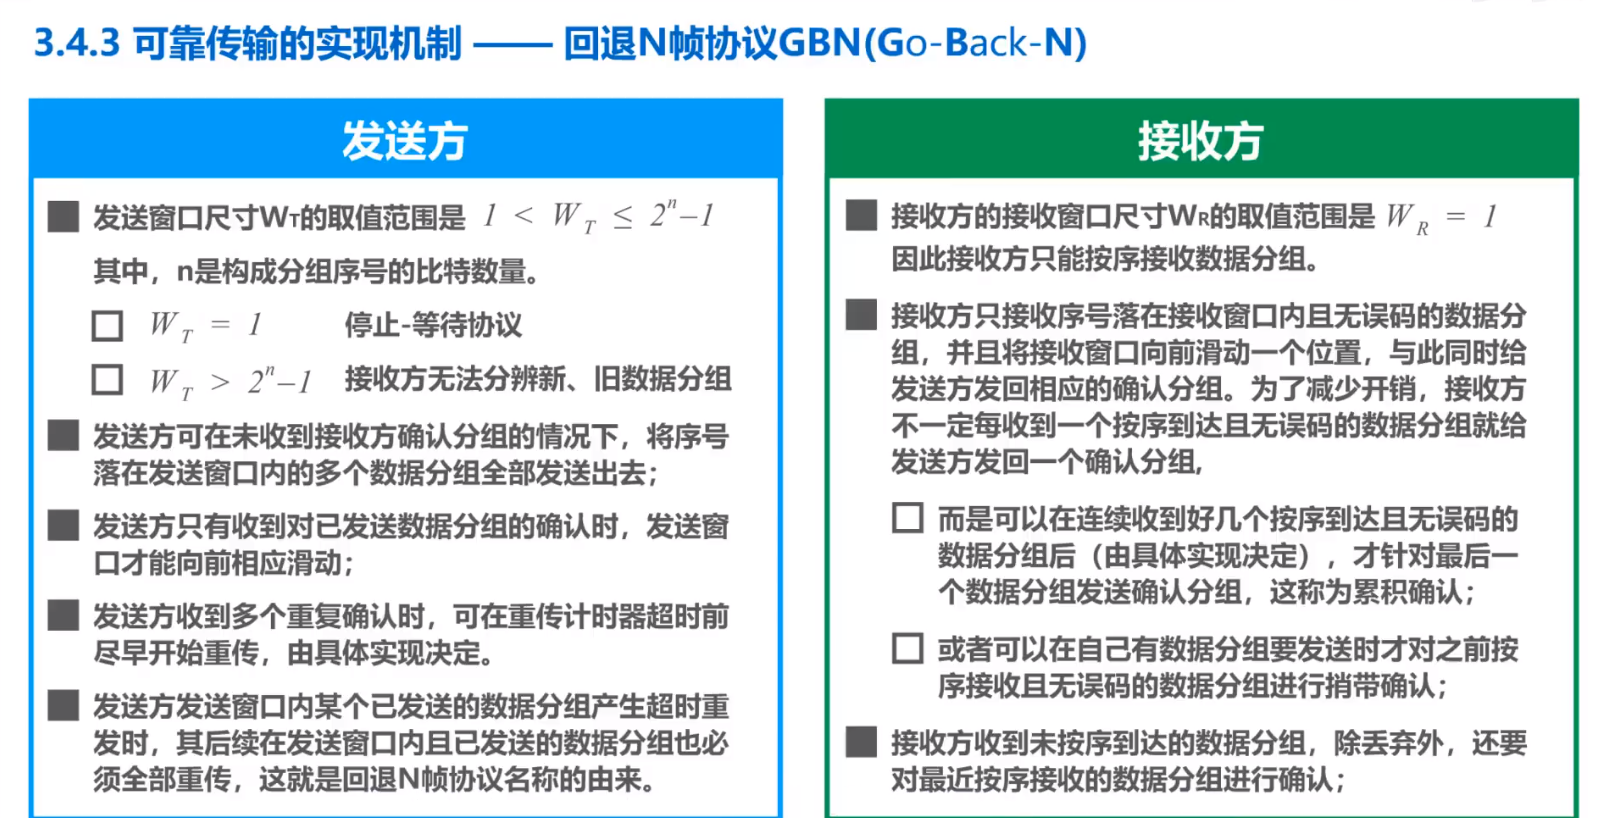 3.4.3 可靠传输的实现机制 —— 回退N帧协议GBN(Go-Back-N)
发送方
发送窗口尺寸WT的取值范围是 1 < W_T ≤ 2^n–1
其中，n是构成分组序号的比特数量。
W_T = 1 停止-等待协议
W_T > 2^n–1 接收方无法分辨新、旧数据分组
发送方可在未收到接收方确认分组的情况下，将序号
落在发送窗口内的多个数据分组全部发送出去；
发送方只有收到对已发送数据分组的确认时，发送窗
口才能向前相应滑动；
发送方收到多个重复确认时，可在重传计时器超时前
尽早开始重传，由具体实现决定。
发送方发送窗口内某个已发送的数据分组产生超时重
发时，其后续在发送窗口内且已发送的数据分组也必
须全部重传，这就是回退N帧协议名称的由来。
接收方
接收方的接收窗口尺寸WR的取值范围是 W_R = 1
因此接收方只能按序接收数据分组。
接收方只接收序号落在接收窗口内且无误码的数据分
组，并且将接收窗口向前滑动一个位置，与此同时给
发送方发回相应的确认分组。为了减少开销，接收方
不一定每收到一个按序到达且无误码的数据分组就给
发送方发回一个确认分组，
而是可以在连续收到好几个按序到达且无误码的
数据分组后（由具体实现决定），才针对最后一
个数据分组发送确认分组，这称为累积确认；
或者可以在自己有数据分组要发送时才对之前按
序接收且无误码的数据分组进行捎带确认；
接收方收到未按序到达的数据分组，除丢弃外，还要
对最近按序接收的数据分组进行确认；